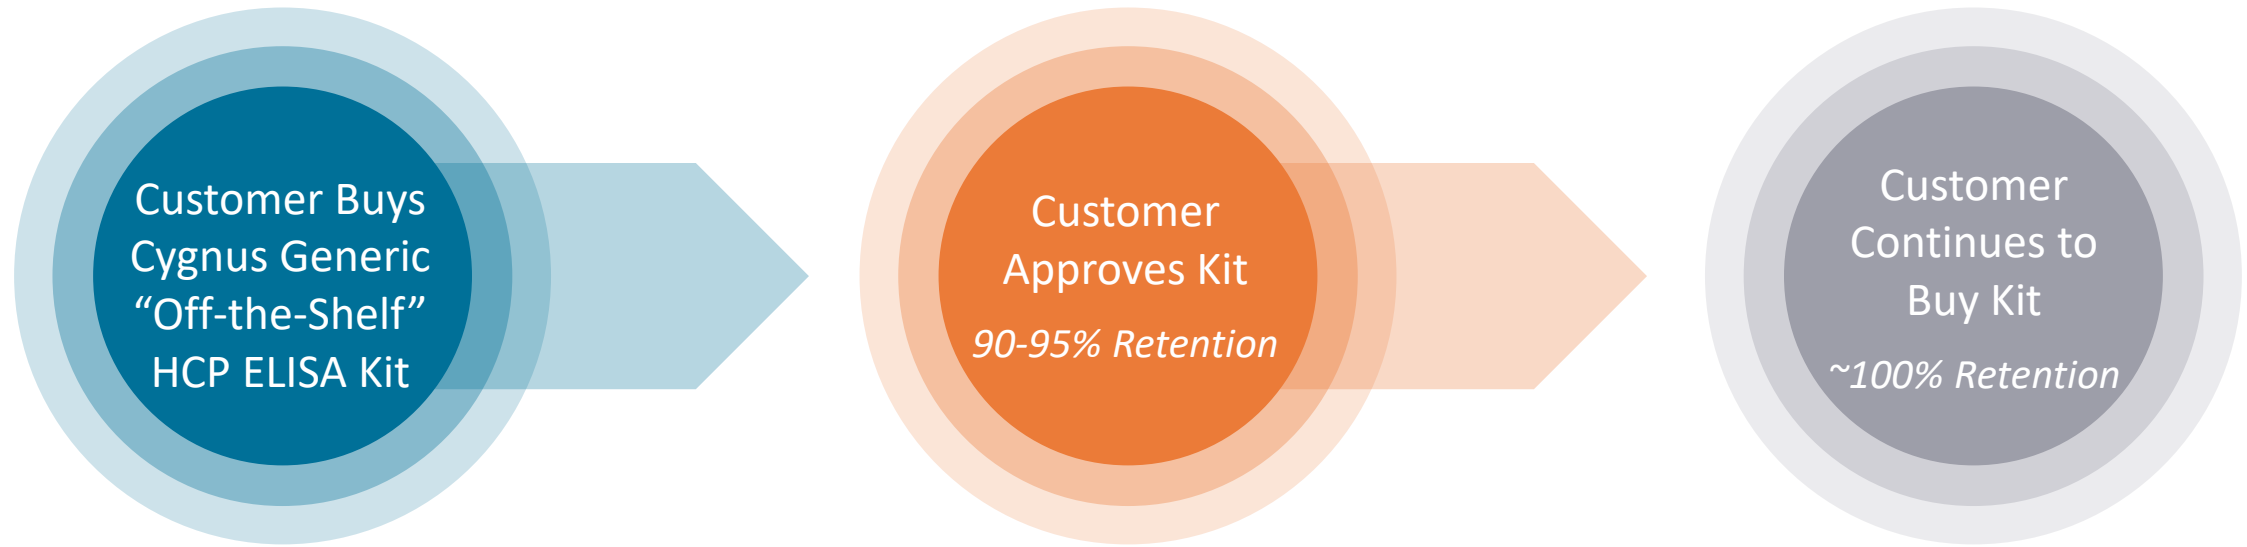 Customer Buys
Cygnus Generic
“Off-the-Shelf”
HCP ELISA Kit
Customer
Approves Kit
90-95% Retention
Customer
Continues to
Buy Kit
~100% Retention